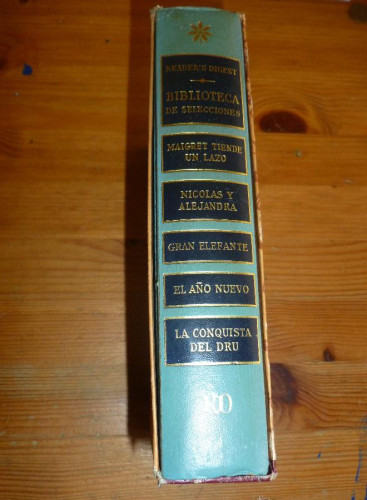 READER'S DIGEST
BIBLIOTECA
DE SELECCIONES
MAIGRET TIENDE
UN LAZO
NICOLAS Y
ALEJANDRA
GRAN ELEFANTE
EL AÑO NUEVO
LA CONQUISTA
DEL DRU